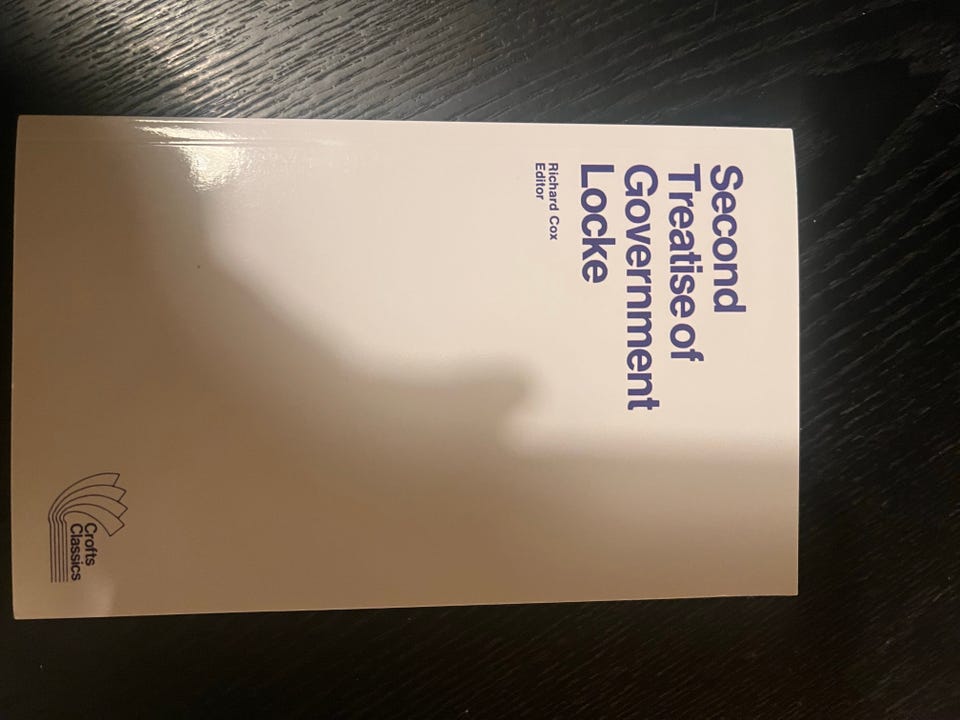 Second
Treatise of
Government
Locke
Richard Cox
Editor
Crofts
Classics